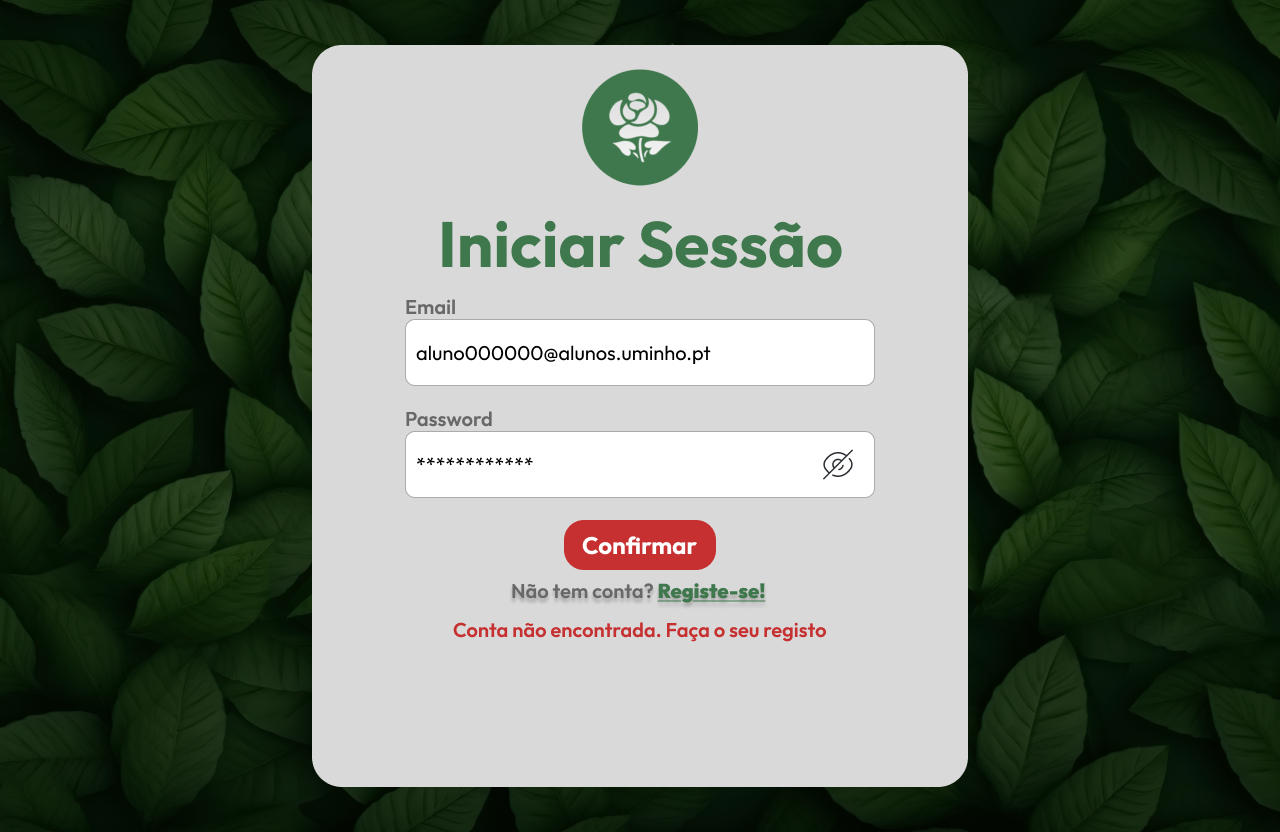 Iniciar Sessão
Email
aluno000000@alunos.uminho.pt
Password
************
Confirmar
Não tem conta? Registe-se!
Conta não encontrada. Faça o seu registo